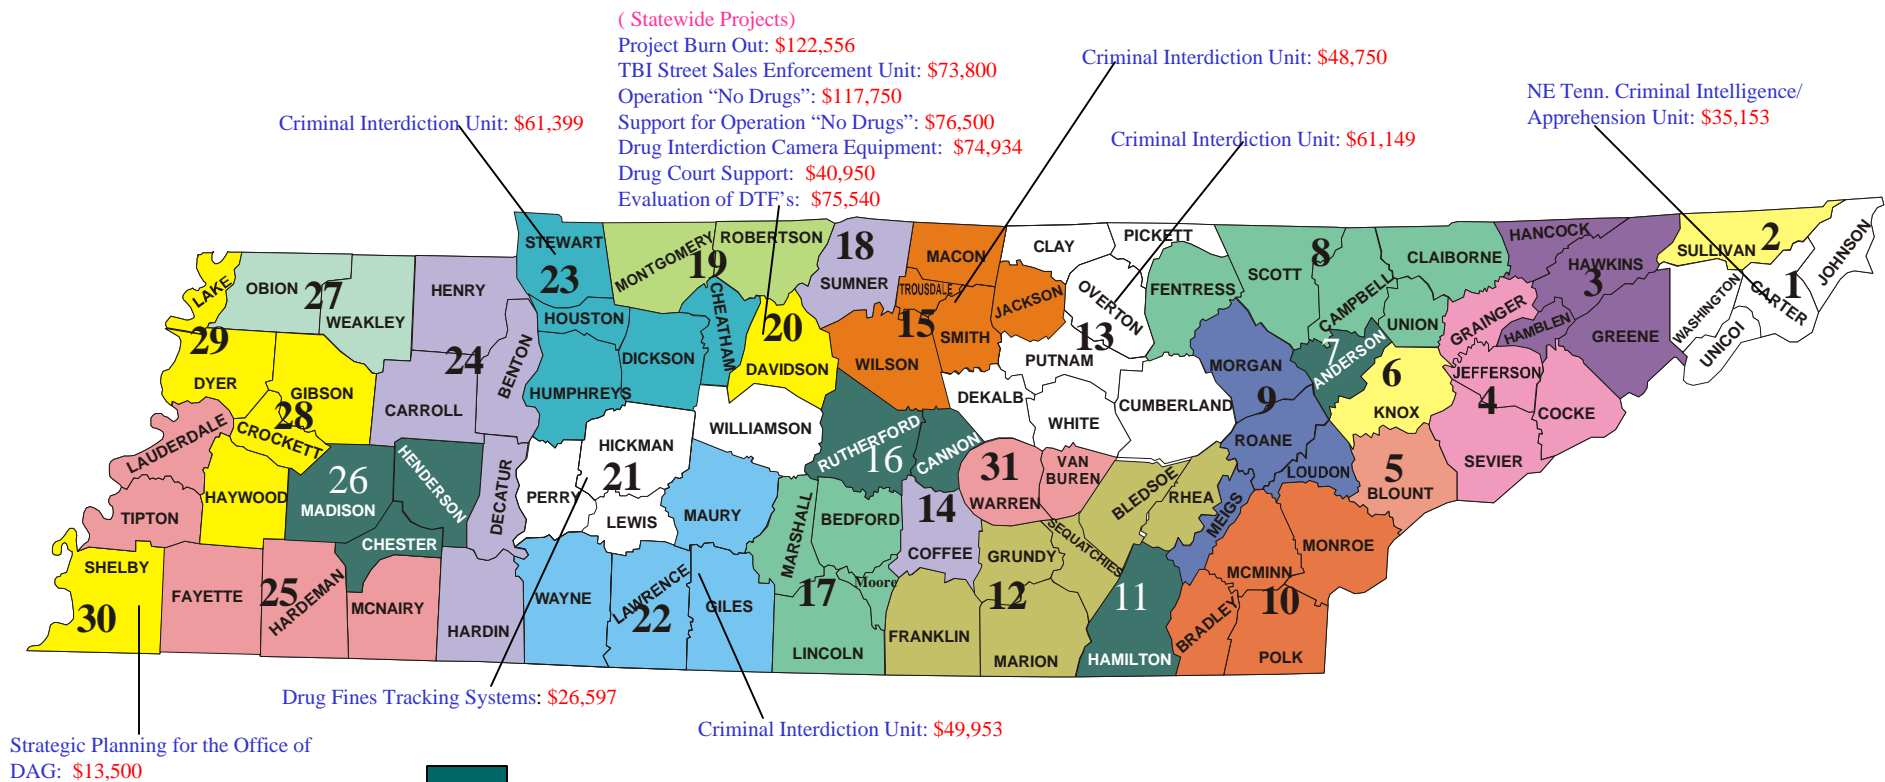 ( Statewide Projects)
Project Burn Out: $122,556
TBI Street Sales Enforcement Unit: $73,800
Operation “No Drugs”: $117,750
Support for Operation “No Drugs”: $76,500
Drug Interdiction Camera Equipment: $74,934
Drug Court Support: $40,950
Evaluation of DTF’s: $75,540
Criminal Interdiction Unit: $48,750
NE Tenn. Criminal Intelligence/
Apprehension Unit: $35,153
Criminal Interdiction Unit: $61,399
Criminal Interdiction Unit: $61,149
LAKE
OBION
27
WEAKLEY
HENRY
STEWART
23
HOUSTON
MONTGOMERY
19
ROBERTSON
CHEATHAM
18
SUMNER
MACON
TROUSDALE
15
SMITH
WILSON
JACKSON
CLAY
PICKETT
OVERTON
13
PUTNAM
FENTRESS
SCOTT
8
CAMPBELL
CLAIBORNE
UNION
HANCOCK
HAWKINS
3
GRAINGER
HAMBLEN
GREENE
SULLIVAN
2
WASHINGTON
CARTER
1
JOHNSON
UNICOI
29
DYER
GIBSON
28
CROCKETT
24
CARROLL
BENTON
HUMPHREYS
DICKSON
20
DAVIDSON
DEKALB
WHITE
CUMBERLAND
MORGAN
9
ROANE
LOUDON
7
ANDERSON
6
KNOX
JEFFERSON
4
COCKE
SEVIER
5
BLOUNT
LAUDERDALE
TIPTON
HAYWOOD
26
MADISON
HENDERSON
CHESTER
DECATUR
PERRY
HICKMAN
21
LEWIS
WILLIAMSON
MAURY
RUTHERFORD
16
CANNON
31
WARREN
VAN
BUREN
BLEDSOE
RHEA
MEIGS
MARSHALL
BEDFORD
Moore
14
COFFEE
GRUNDY
SEQUATCHIES
MCMINN
MONROE
SHELBY
30
FAYETTE
25
HARDEMAN
MCNAIRY
HARDIN
WAYNE
LAWRENCE
22
GILES
17
LINCOLN
FRANKLIN
12
MARION
11
HAMILTON
BRADLEY
10
POLK
Drug Fines Tracking Systems: $26,597
Criminal Interdiction Unit: $49,953
Strategic Planning for the Office of
DAG: $13,500